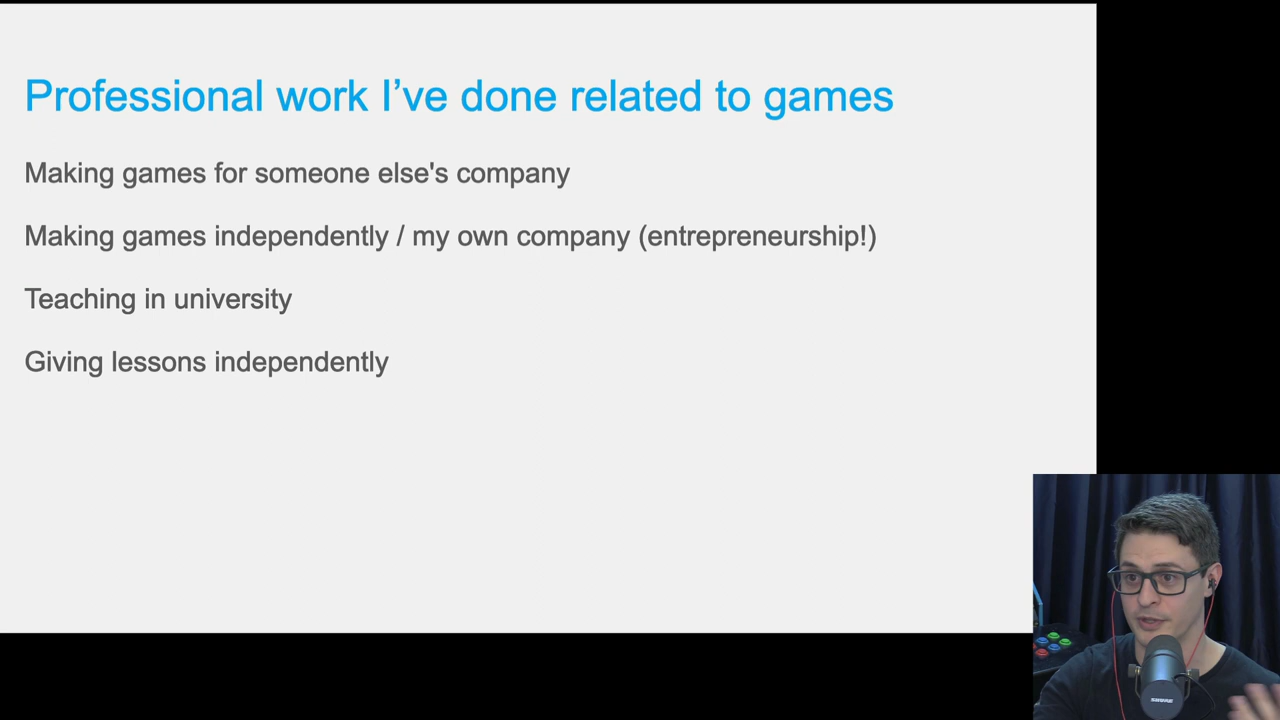 Professional work I’ve done related to games
Making games for someone else's company
Making games independently / my own company (entrepreneurship!)
Teaching in university
Giving lessons independently
SHURE